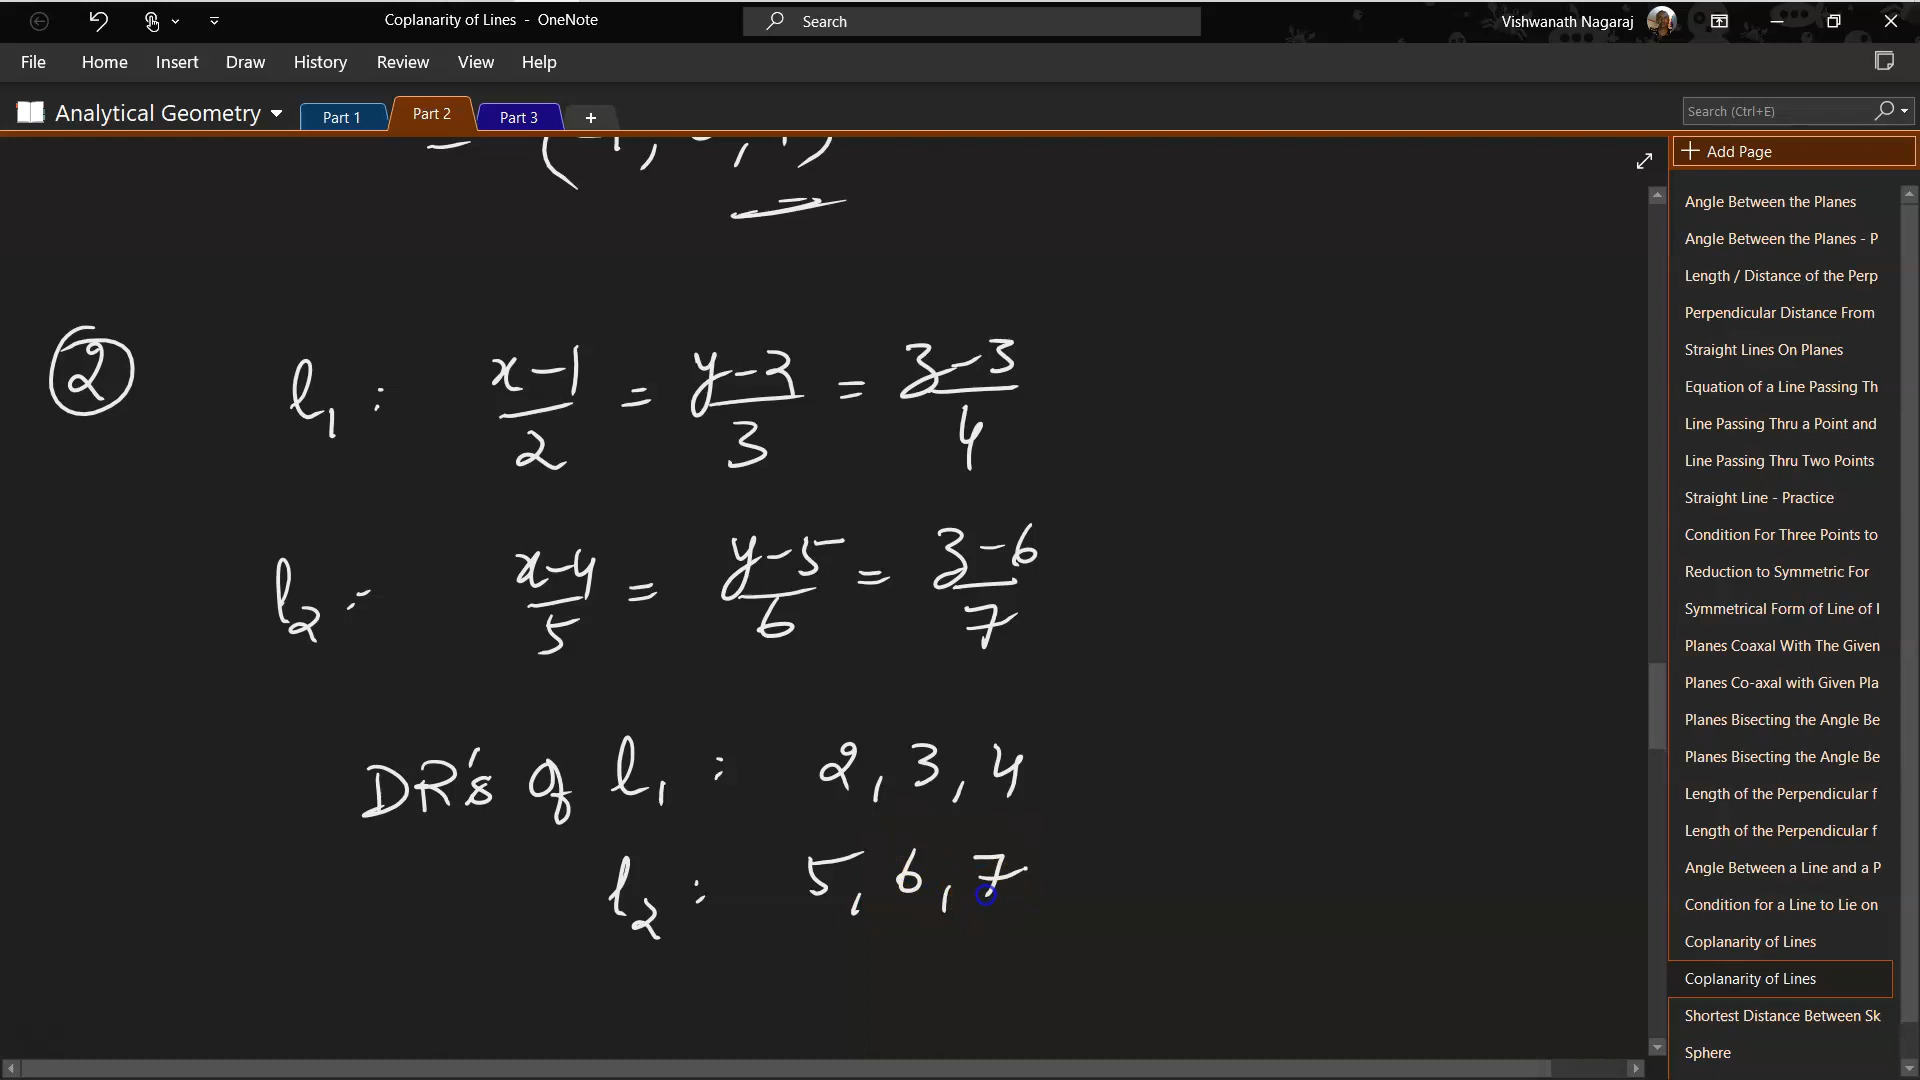 Coplanarity of Lines - OneNote
Search
Vishwanath Nagaraj
File Home Insert Draw History Review View Help
Analytical Geometry
Part 1
Part 2
Part 3
+
Search (Ctrl+E)
Add Page
Angle Between the Planes
Angle Between the Planes - P
Length / Distance of the Perp
Perpendicular Distance From
Straight Lines On Planes
Equation of a Line Passing Th
Line Passing Thru a Point and
Line Passing Thru Two Points
Straight Line - Practice
Condition For Three Points to
Reduction to Symmetric For
Symmetrical Form of Line of I
Planes Coaxal With The Given
Planes Co-axal with Given Pla
Planes Bisecting the Angle Be
Planes Bisecting the Angle Be
Length of the Perpendicular f
Length of the Perpendicular f
Angle Between a Line and a P
Condition for a Line to Lie on
Coplanarity of Lines
Coplanarity of Lines
Shortest Distance Between Sk
Sphere
② l₁ : (x-1)/2 = (y-2)/3 = (z-3)/4
l₂ : (x-4)/5 = (y-5)/6 = (z-6)/7
DR's of l₁ : 2, 3, 4
l₂ : 5, 6, 7